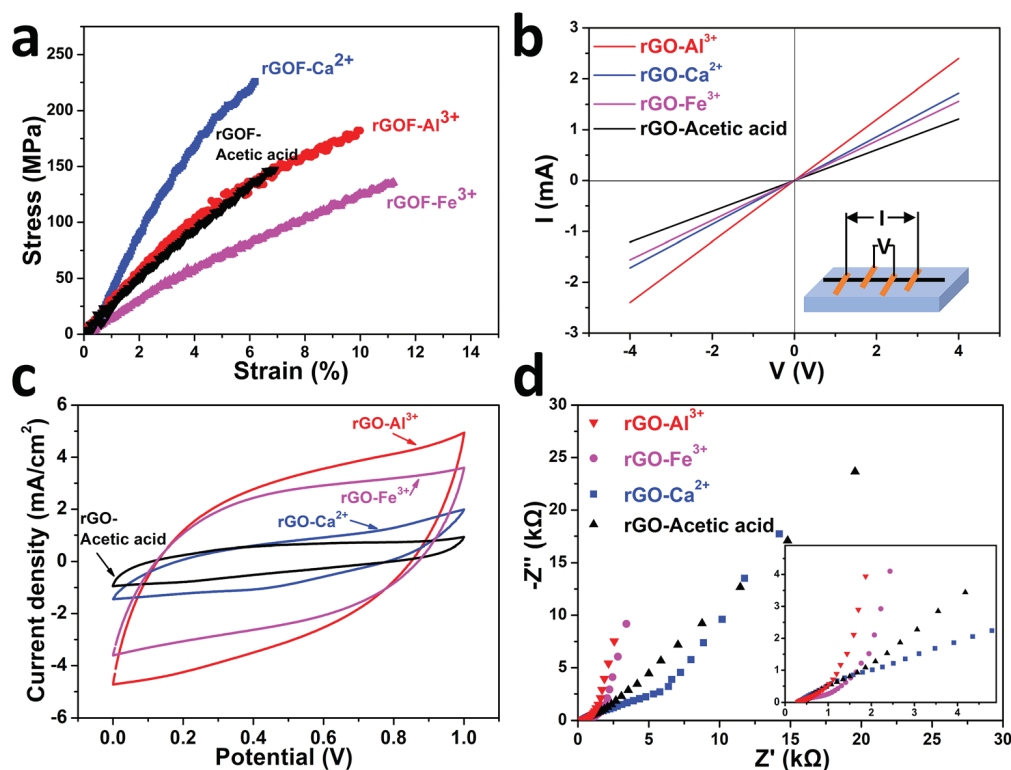 a
Stress (MPa)
250
225
200
175
150
125
100
75
50
25
0
rGOF-Ca²⁺
rGOF-
Acetic acid
rGOF-Al³⁺
rGOF-Fe³⁺
0 2 4 6 8 10 12 14
Strain (%)
b
I (mA)
3
2
1
0
-1
-2
-3
rGO-Al³⁺
rGO-Ca²⁺
rGO-Fe³⁺
rGO-Acetic acid
I
V
-4 -2 0 2 4
V (V)
c
Current density (mA/cm²)
6
4
2
0
-2
-4
-6
rGO-Al³⁺
rGO-Fe³⁺
rGO-Ca²⁺
rGO-
Acetic acid
0.0 0.2 0.4 0.6 0.8 1.0
Potential (V)
d
-Z'' (kΩ)
30
25
20
15
10
5
0
rGO-Al³⁺
rGO-Fe³⁺
rGO-Ca²⁺
rGO-Acetic acid
4
3
2
1
0
0 1 2 3 4
0 5 10 15 20 25 30
Z' (kΩ)